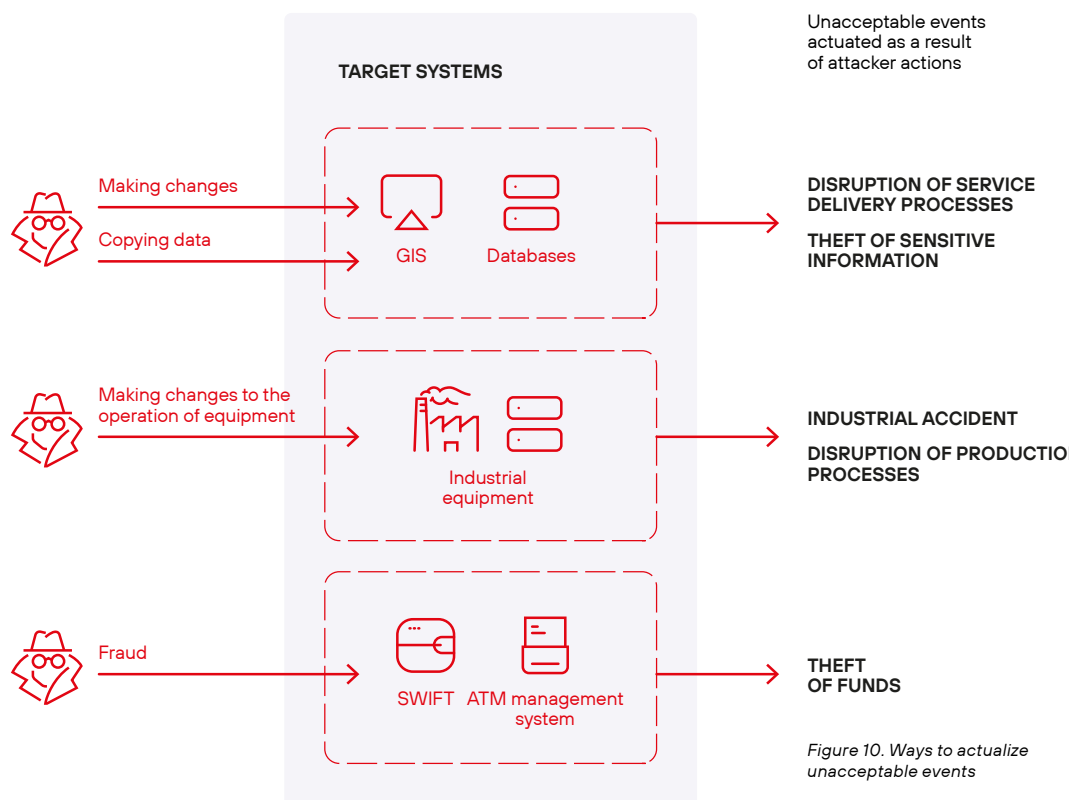 Unacceptable events
actuated as a result
of attacker actions
TARGET SYSTEMS
Making changes
Copying data
GIS
Databases
DISRUPTION OF SERVICE
DELIVERY PROCESSES
THEFT OF SENSITIVE
INFORMATION
Making changes to the
operation of equipment
Industrial
equipment
INDUSTRIAL ACCIDENT
DISRUPTION OF PRODUCTIO
PROCESSES
Fraud
SWIFT
ATM management
system
THEFT
OF FUNDS
Figure 10. Ways to actualize
unacceptable events